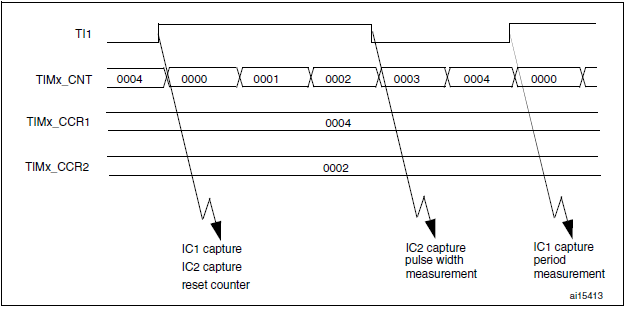 TI1
TIMx_CNT 0004 0000 0001 0002 0003 0004 0000
TIMx_CCR1 0004
TIMx_CCR2 0002
IC1 capture
IC2 capture
reset counter
IC2 capture
pulse width
measurement
IC1 capture
period
measurement
ai15413